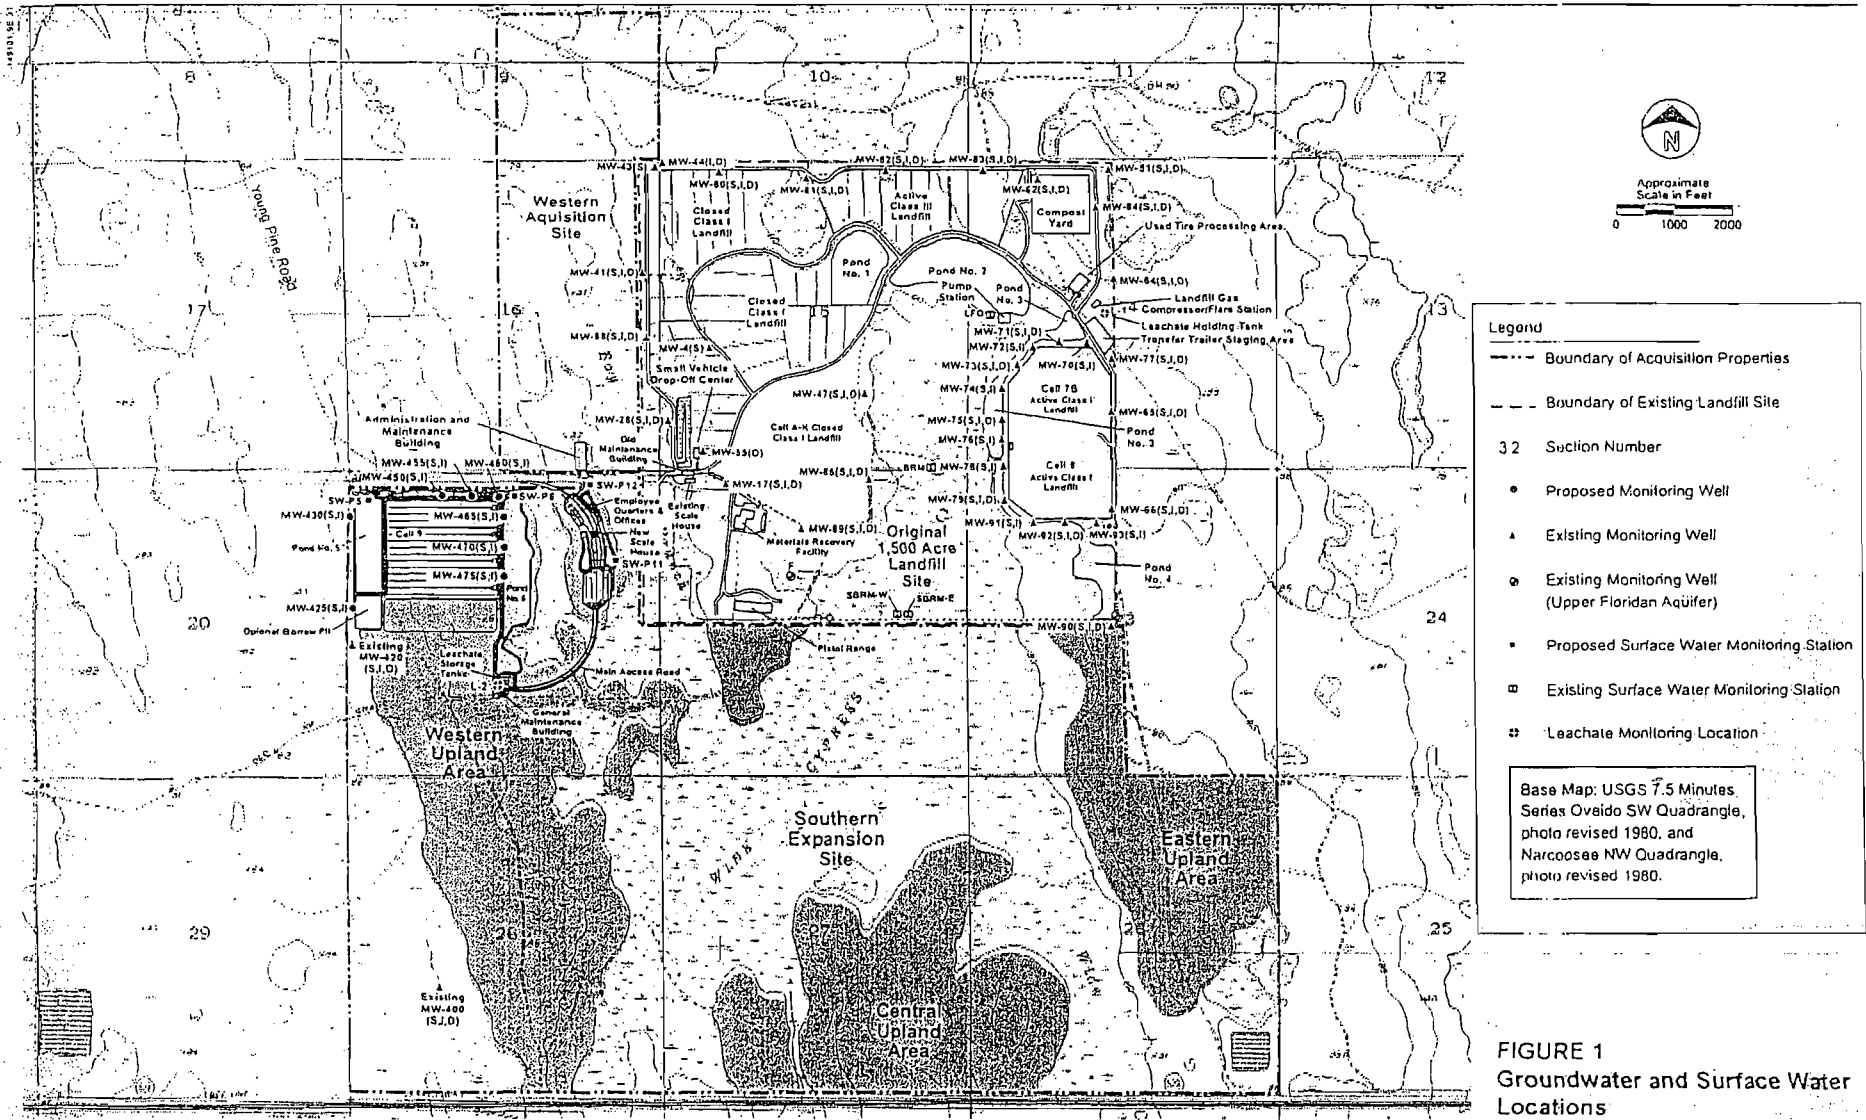 8
9
10
11
12
MW-43(S)
MW-44(I,D)
MW-82(S,I,D)
MW-83(S,I,D)
MW-51(S,I,D)
MW-80(S,I,D)
MW-81(S,I,D)
MW-62(S,I,D)
MW-84(S,I,D)
Young Pine Road
Western
Aquisition
Site
Closed
Class I
Landfill
Active
Class III
Landfill
Compost
Yard
Used Tire Processing Area
MW-41(S,I,D)
Pond
No. 1
Pond No. 2
Pump
Station
Pond
No. 3
MW-64(S,I,D)
Landfill Gas
Compressor/Flare Station
L-1
Leachate Holding Tank
Transfer Trailer Staging Area
17
16
15
13
Closed
Class I
Landfill
LFO
MW-71(S,I,D)
MW-72(S,I)
MW-88(S,I,D)
MW-4(S)
MW-73(S,I,D)
MW-70(S,I)
MW-77(S,I,D)
Small Vehicle
Drop-Off Center
MW-47(S,I,D)
MW-74(S,I)
Cell 7B
Active Class I
Landfill
MW-65(S,I,D)
Administration and
Maintenance
Building
MW-28(S,I,D)
Cell A-K Closed
Class I Landfill
MW-75(S,I,D)
MW-76(S,I)
Pond
No. 3
Old
Maintenance
Building
MW-55(D)
MW-455(S,I)
MW-460(S,I)
MW-450(S,I)
MW-85(S,I,D)
BRM
MW-78(S,I)
Cell 8
Active Class I
Landfill
SW-P5
SW-P6
SW-P12
MW-17(S,I,D)
MW-79(S,I,D)
Employee
Quarters &
Offices
Existing
Scale
House
MW-430(S,I)
MW-465(S,I)
MW-89(S,I,D)
MW-91(S,I)
MW-66(S,I,D)
MW-92(S,I,D)
MW-93(S,I)
Cell 9
Pond No. 5
MW-470(S,I)
New
Scale
House
Materials Recovery
Facility
Original
1,500 Acre
Landfill
Site
SW-P11
MW-475(S,I)
Pond
No. 6
Pond
No. 4
MW-425(S,I)
SBRM-W
SBRM-E
Optional Borrow Pit
20
23
24
MW-90(S,I,D)
Existing
MW-420
(S,I,D)
Leachate
Storage
Tanks
L-2
Main Access Road
Pistol Range
General
Maintenance
Building
Western
Upland
Area
CYPRESS
Southern
Expansion
Site
Eastern
Upland
Area
29
27
26
25
Existing
MW-400
(S,I,D)
Central
Upland
Area
N
Approximate
Scale in Feet
0 1000 2000
Legend
Boundary of Acquisition Properties
Boundary of Existing Landfill Site
32 Section Number
Proposed Monitoring Well
Existing Monitoring Well
Existing Monitoring Well
(Upper Floridan Aquifer)
Proposed Surface Water Monitoring Station
Existing Surface Water Monitoring Station
Leachate Monitoring Location
Base Map: USGS 7.5 Minutes
Series Oveido SW Quadrangle,
photo revised 1980, and
Narcoosee NW Quadrangle,
photo revised 1980.
FIGURE 1
Groundwater and Surface Water
Locations